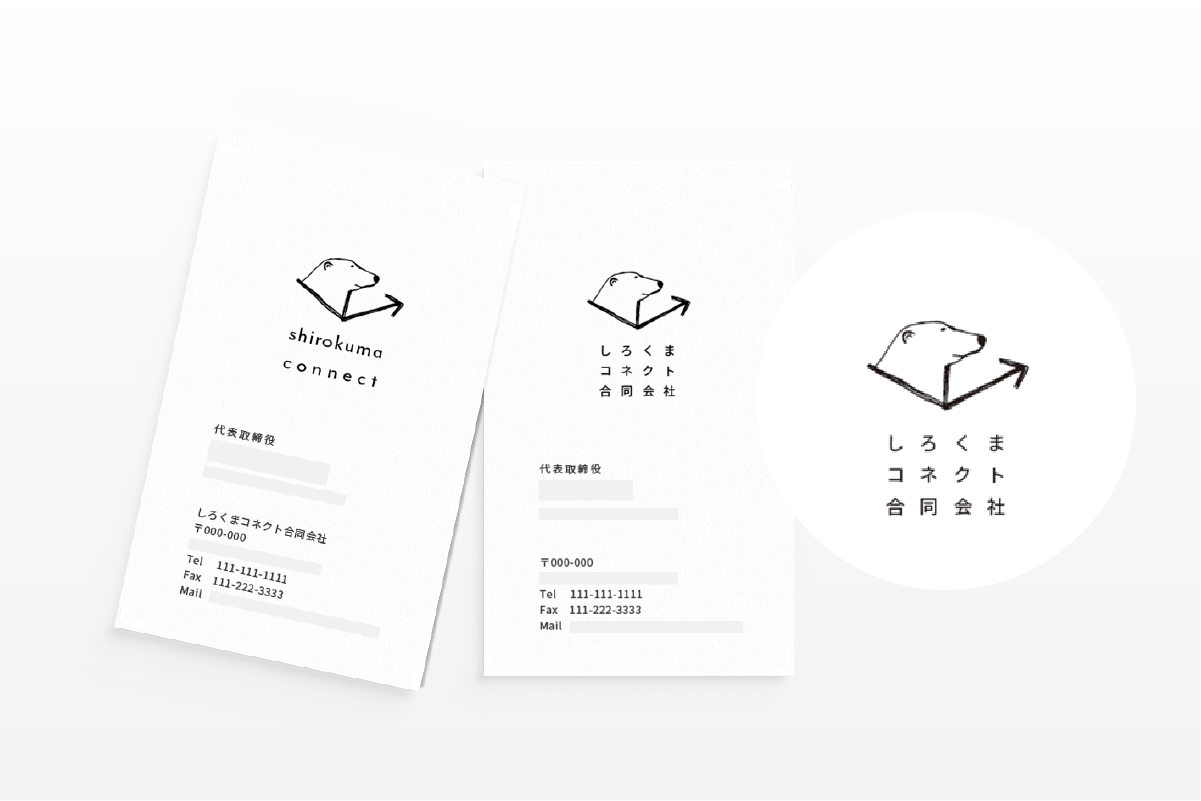 shirokuma
connect
代表取締役
しろくまコネクト合同会社
〒000-000
Tel 111-111-1111
Fax 111-222-3333
Mail
しろくま
コネクト
合同会社
代表取締役
〒000-000
Tel 111-111-1111
Fax 111-222-3333
Mail
しろくま
コネクト
合同会社